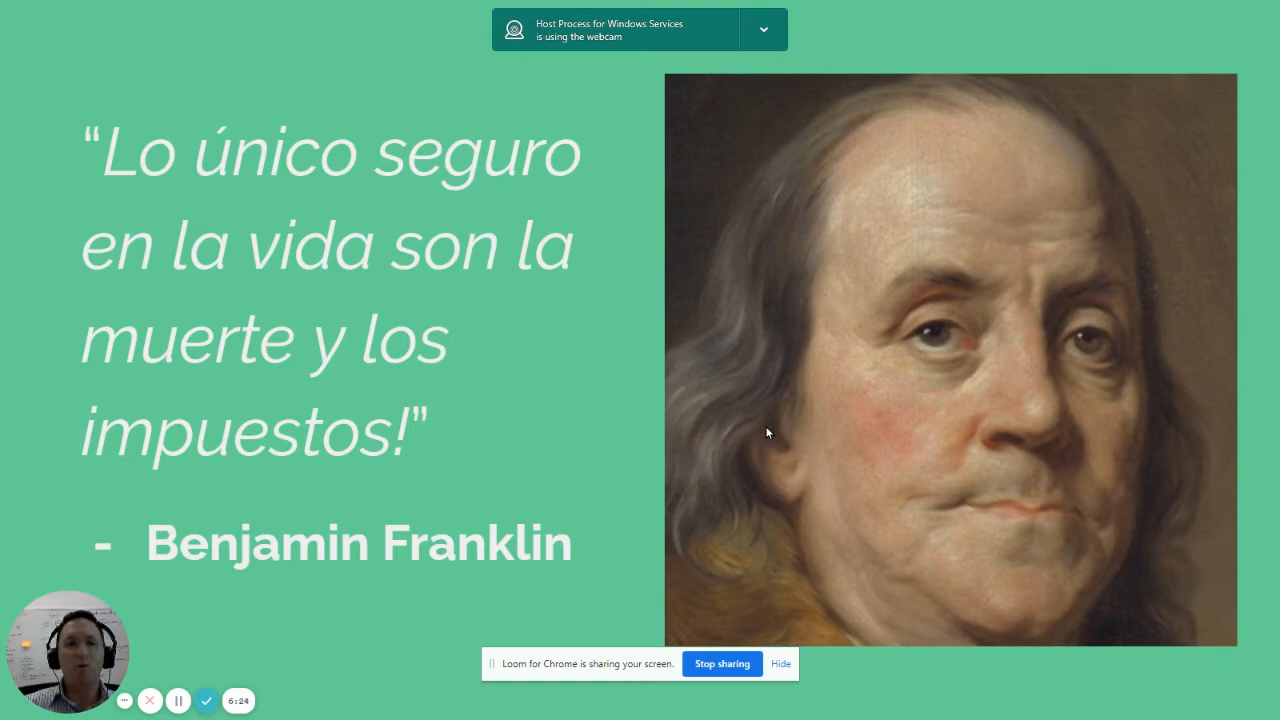 Host Process for Windows Services
is using the webcam
“Lo único seguro
en la vida son la
muerte y los
impuestos!”
- Benjamin Franklin
Loom for Chrome is sharing your screen. Stop sharing Hide
6:24